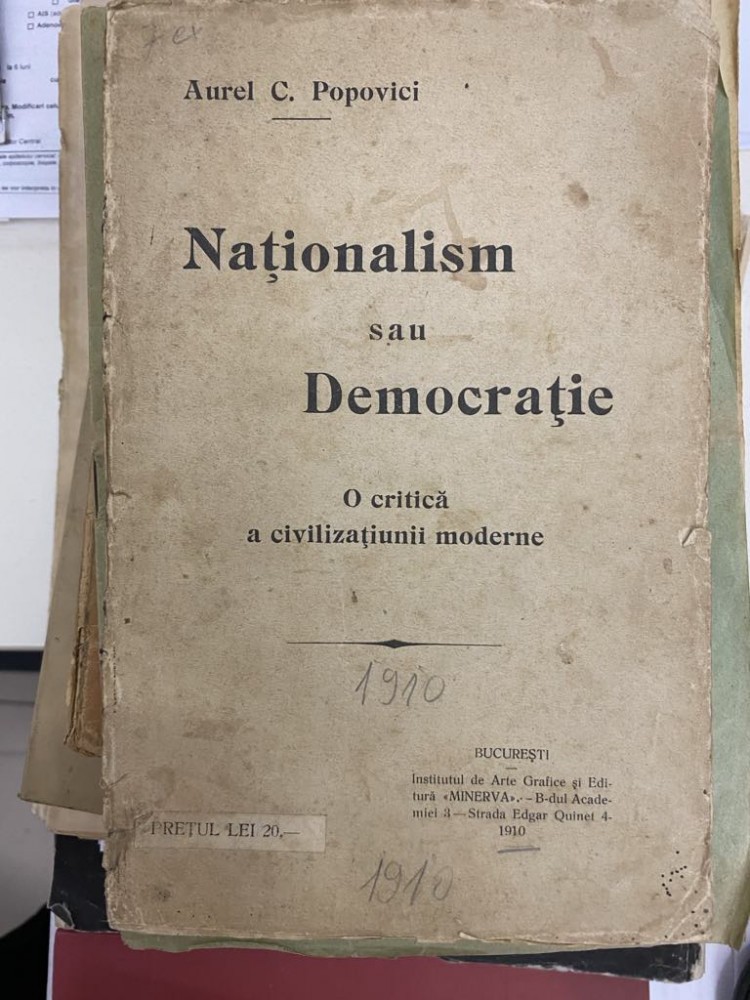 Aurel C. Popovici
Naţionalism
sau
Democraţie
O critică
a civilizaţiunii moderne
1910
BUCUREŞTI
Institutul de Arte Grafice şi Edi-
tură «MINERVA».-–B-dul Acade-
miei 3—Strada Edgar Quinet 4-
1910
PREŢUL LEI 20.—
1910